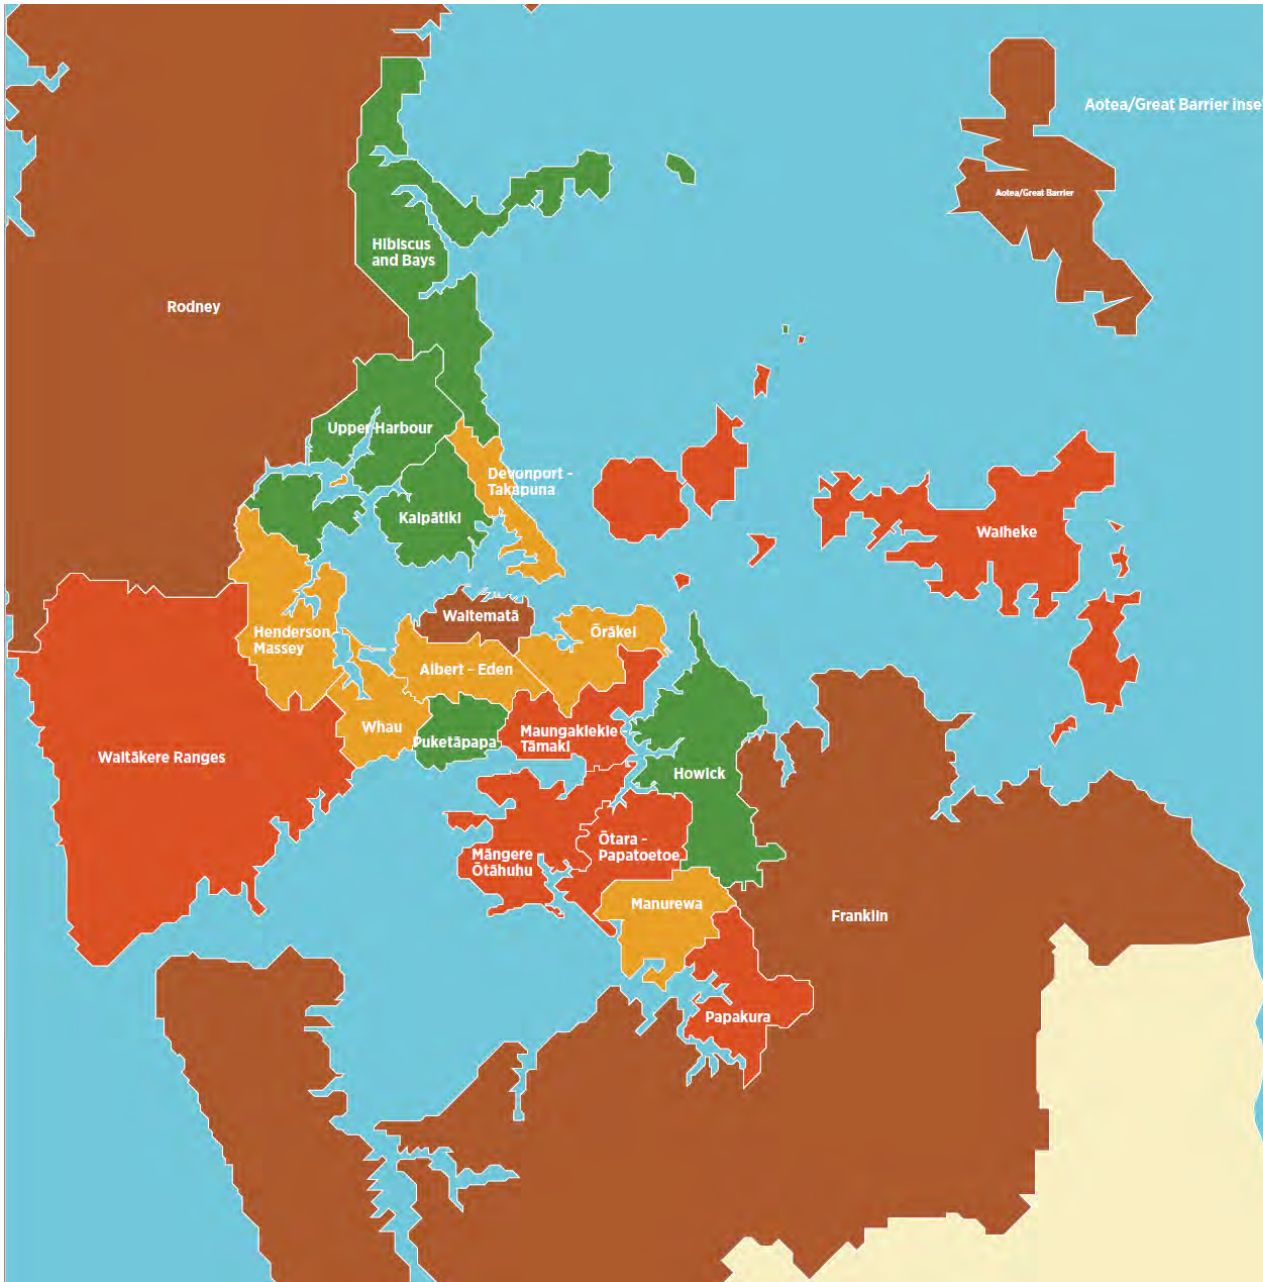 Aotea/Great Barrier inse
Aotea/Great Barrier
Hibiscus
and Bays
Rodney
Upper Harbour
Devonport -
Takapuna
Kaipātiki
Waiheke
Waitematā
Ōrākei
Henderson
Massey
Albert - Eden
Whau
Puketāpapa
Maungakiekie -
Tāmaki
Waitākere Ranges
Howick
Ōtara -
Papatoetoe
Māngere
Ōtāhuhu
Manurewa
Franklin
Papakura